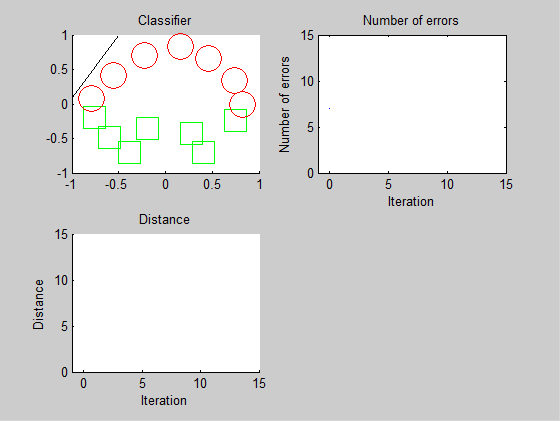 Classifier
1
0.5
0
-0.5
-1
-1 -0.5 0 0.5 1
Number of errors
Number of errors
15
10
5
0
0 5 10 15
Iteration
Distance
Distance
15
10
5
0
0 5 10 15
Iteration